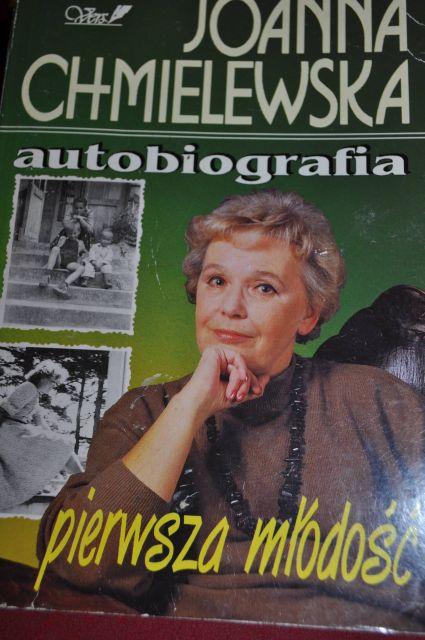 Vers
JOANNA
CHMIELEWSKA
autobiografia
pierwsza młodość